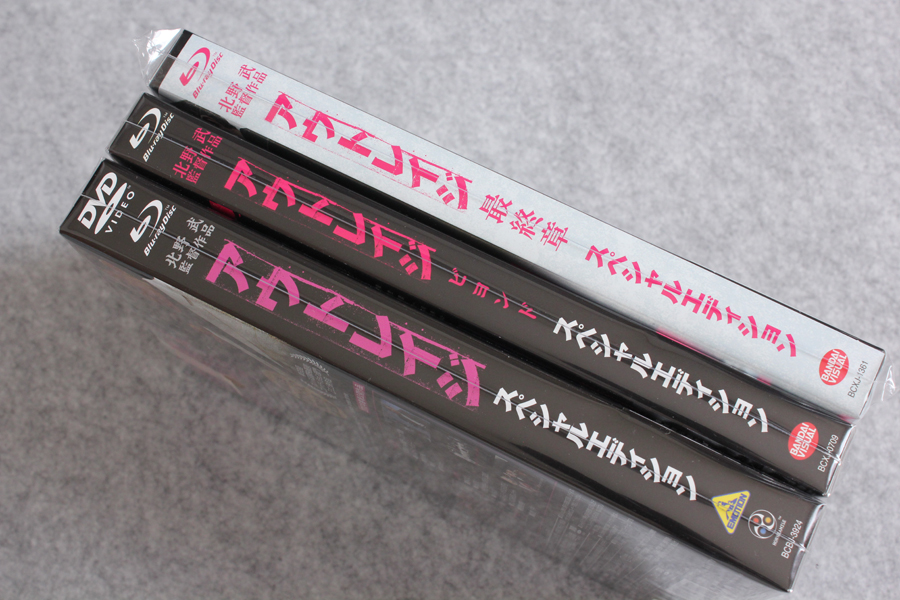 Blu-ray Disc
北野 武
監督作品
アウトレイジ 最終章 スペシャルエディション
BANDAI
VISUAL
BCXJ-1361
Blu-ray Disc
北野 武
監督作品
アウトレイジ ビヨンド スペシャルエディション
BANDAI
VISUAL
BCXJ-0709
DVD
VIDEO
Blu-ray Disc
北野 武
監督作品
アウトレイジ スペシャルエディション
EMOTION
BCBJ-3924